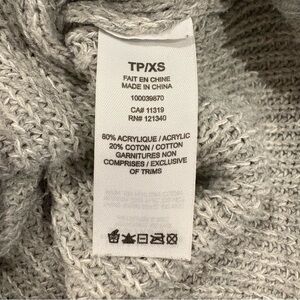 TP/XS
FAIT EN CHINE
MADE IN CHINA
100039870
CA# 11319
RN# 121340
80% ACRYLIQUE / ACRYLIC
20% COTON / COTTON
GARNITURES NON
COMPRISES / EXCLUSIVE
OF TRIMS